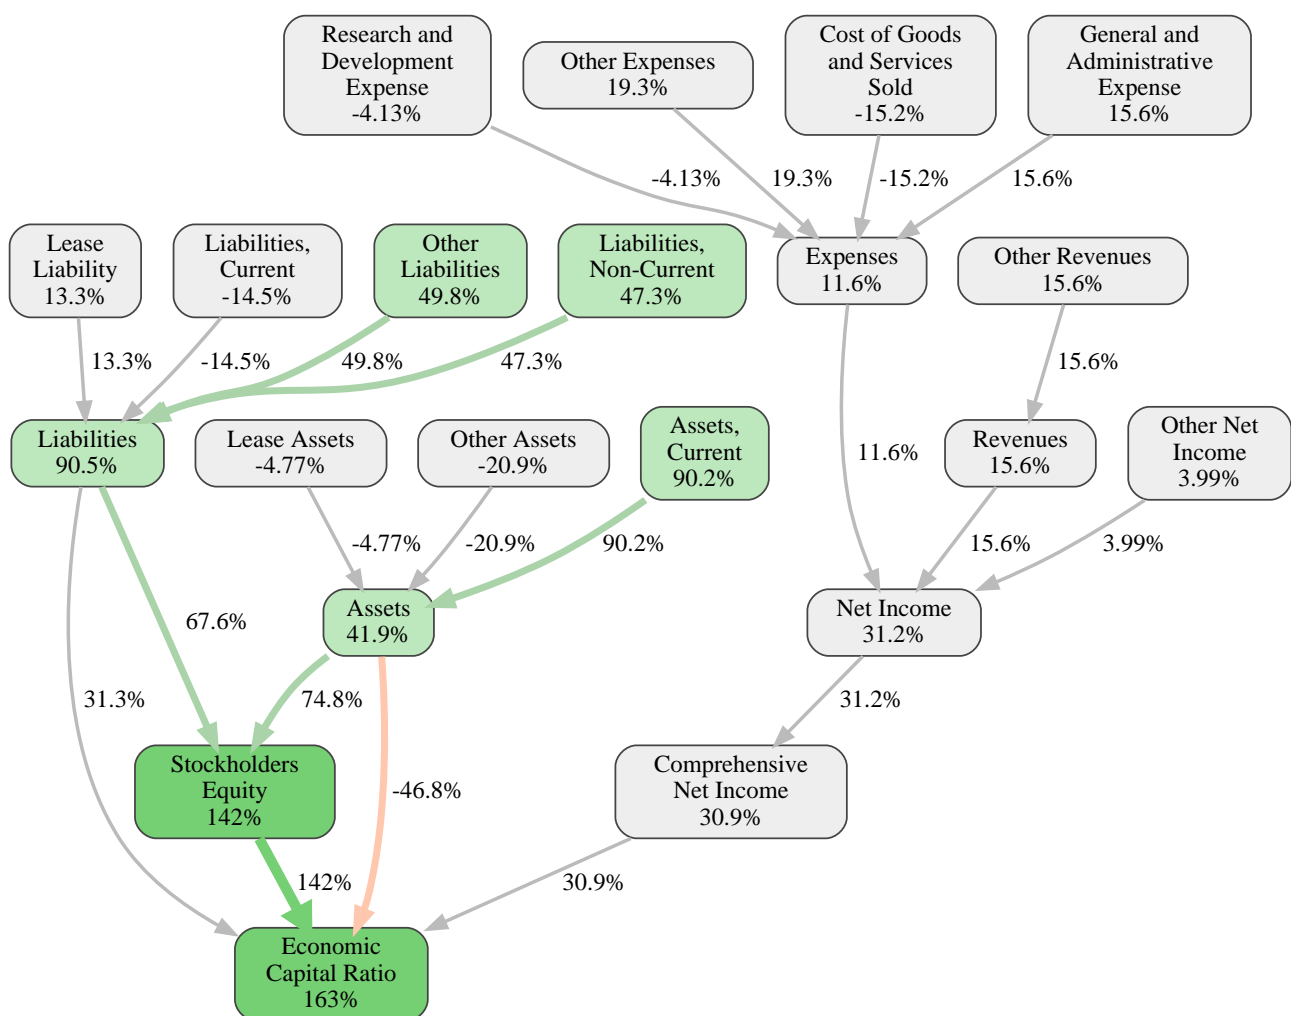 Research and
Development
Expense
-4.13%
Other Expenses
19.3%
Cost of Goods
and Services
Sold
-15.2%
General and
Administrative
Expense
15.6%
-4.13%
19.3%
-15.2%
15.6%
Lease
Liability
13.3%
Liabilities,
Current
-14.5%
Other
Liabilities
49.8%
Liabilities,
Non-Current
47.3%
Expenses
11.6%
Other Revenues
15.6%
13.3%
-14.5%
49.8%
47.3%
15.6%
Liabilities
90.5%
Lease Assets
-4.77%
Other Assets
-20.9%
Assets,
Current
90.2%
11.6%
Revenues
15.6%
Other Net
Income
3.99%
-4.77%
-20.9%
90.2%
15.6%
3.99%
67.6%
Assets
41.9%
Net Income
31.2%
31.3%
74.8%
31.2%
Stockholders
Equity
142%
-46.8%
Comprehensive
Net Income
30.9%
142%
30.9%
Economic
Capital Ratio
163%